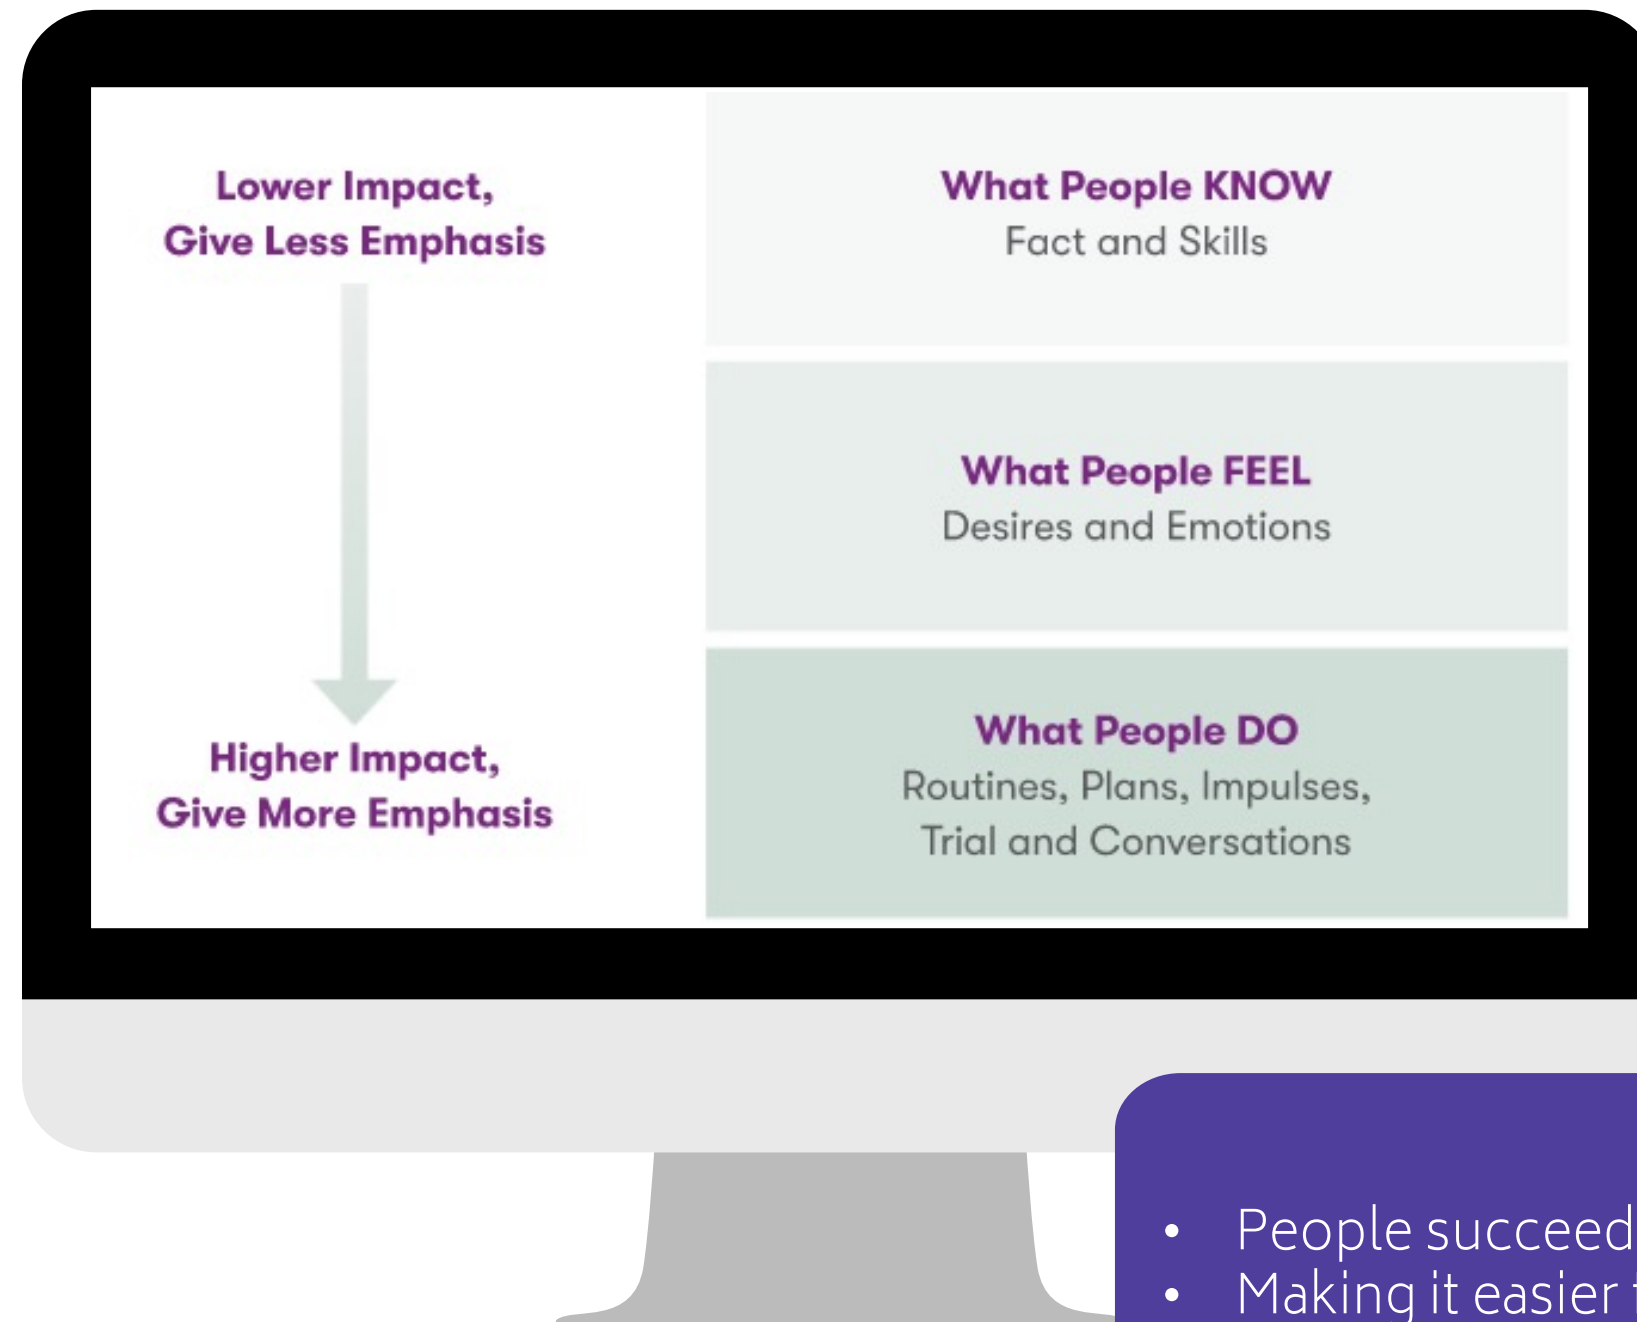 Lower Impact,
Give Less Emphasis
Higher Impact,
Give More Emphasis
What People KNOW
Fact and Skills
What People FEEL
Desires and Emotions
What People DO
Routines, Plans, Impulses,
Trial and Conversations
• People succeed
• Making it easier